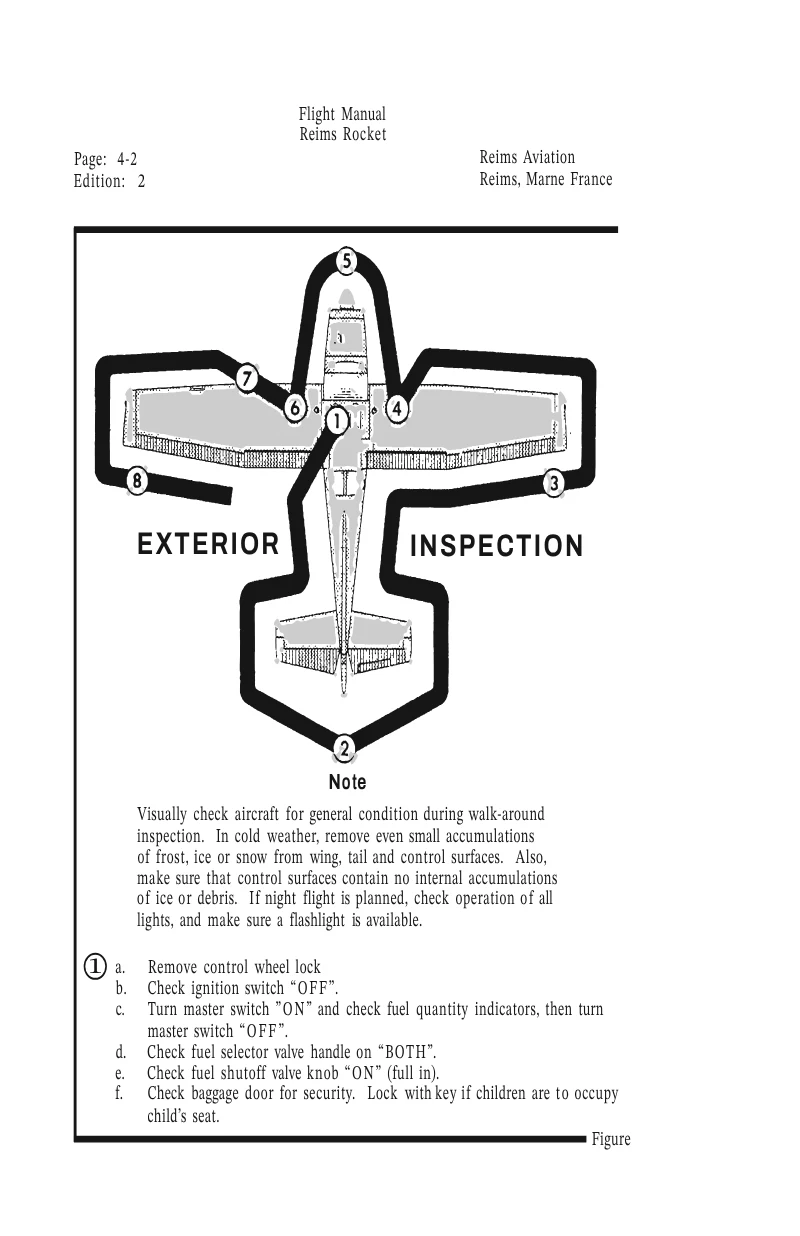 Flight Manual
Reims Rocket
Page: 4-2
Edition: 2
Reims Aviation
Reims, Marne France
5
7
6
1
4
8
3
EXTERIOR INSPECTION
2
Note
Visually check aircraft for general condition during walk-around
inspection. In cold weather, remove even small accumulations
of frost, ice or snow from wing, tail and control surfaces. Also,
make sure that control surfaces contain no internal accumulations
of ice or debris. If night flight is planned, check operation of all
lights, and make sure a flashlight is available.
1 a. Remove control wheel lock
b. Check ignition switch “OFF”.
c. Turn master switch ”ON” and check fuel quantity indicators, then turn
master switch “OFF”.
d. Check fuel selector valve handle on “BOTH”.
e. Check fuel shutoff valve knob “ON” (full in).
f. Check baggage door for security. Lock with key if children are to occupy
child’s seat.
Figure